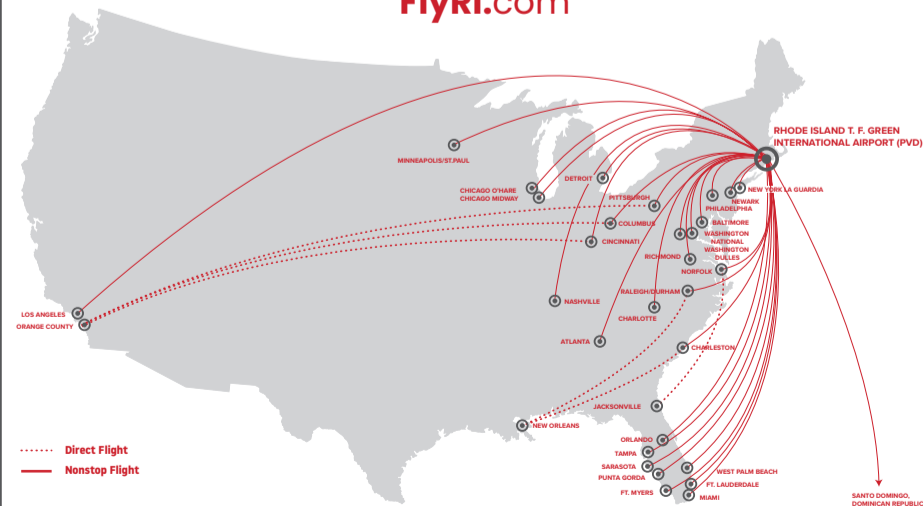 FlyRI.com
RHODE ISLAND T. F. GREEN
INTERNATIONAL AIRPORT (PVD)
MINNEAPOLIS/ST.PAUL
DETROIT
CHICAGO O'HARE
CHICAGO MIDWAY
PITTSBURGH
NEW YORK LA GUARDIA
NEWARK
PHILADELPHIA
COLUMBUS
BALTIMORE
CINCINNATI
WASHINGTON
NATIONAL
WASHINGTON
DULLES
RICHMOND
NORFOLK
RALEIGH/DURHAM
NASHVILLE
LOS ANGELES
ORANGE COUNTY
CHARLOTTE
ATLANTA
CHARLESTON
JACKSONVILLE
NEW ORLEANS
ORLANDO
TAMPA
SARASOTA
PUNTA GORDA
WEST PALM BEACH
FT. LAUDERDALE
FT. MYERS
MIAMI
Direct Flight
Nonstop Flight
SANTO DOMINGO,
DOMINICAN REPUBLIC